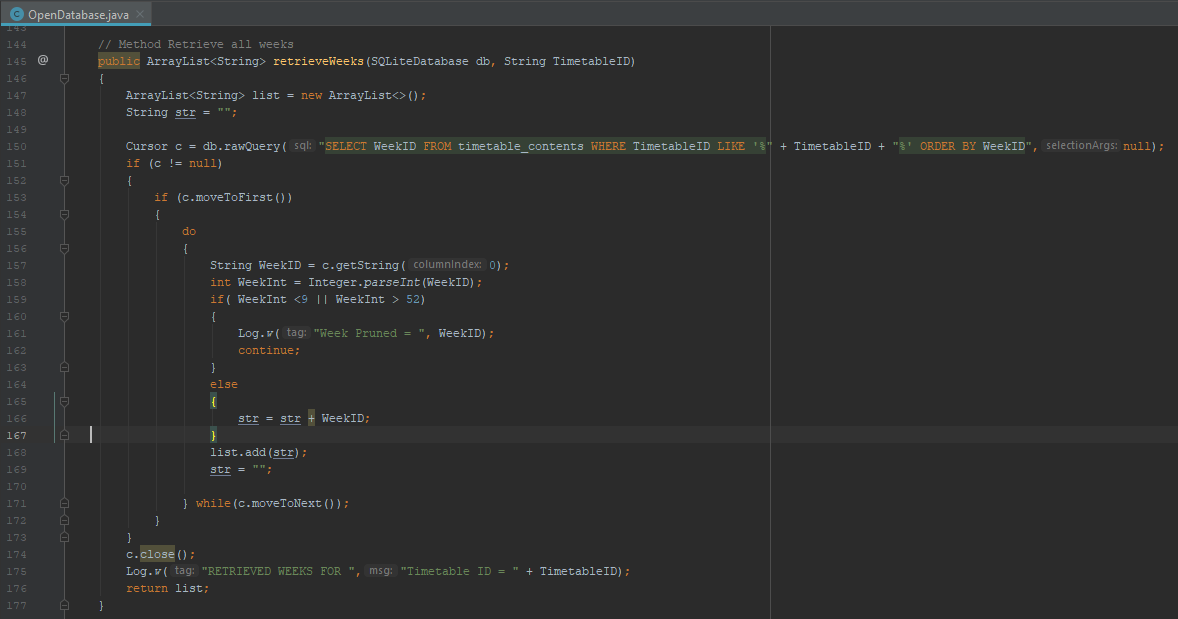 OpenDatabase.java
143
144 // Method Retrieve all weeks
145 @ public ArrayList<String> retrieveWeeks(SQLiteDatabase db, String TimetableID)
146 {
147 ArrayList<String> list = new ArrayList<>();
148 String str = "";
149
150 Cursor c = db.rawQuery( sql: "SELECT WeekID FROM timetable_contents WHERE TimetableID LIKE '%" + TimetableID + "%' ORDER BY WeekID", selectionArgs: null);
151 if (c != null)
152 {
153 if (c.moveToFirst())
154 {
155 do
156 {
157 String WeekID = c.getString( columnIndex: 0);
158 int WeekInt = Integer.parseInt(WeekID);
159 if( WeekInt <9 || WeekInt > 52)
160 {
161 Log.v( tag: "Week Pruned = ", WeekID);
162 continue;
163 }
164 else
165 {
166 str = str + WeekID;
167 }
168 list.add(str);
169 str = "";
170
171 } while(c.moveToNext());
172 }
173 }
174 c.close();
175 Log.v( tag: "RETRIEVED WEEKS FOR ", msg: "Timetable ID = " + TimetableID);
176 return list;
177 }